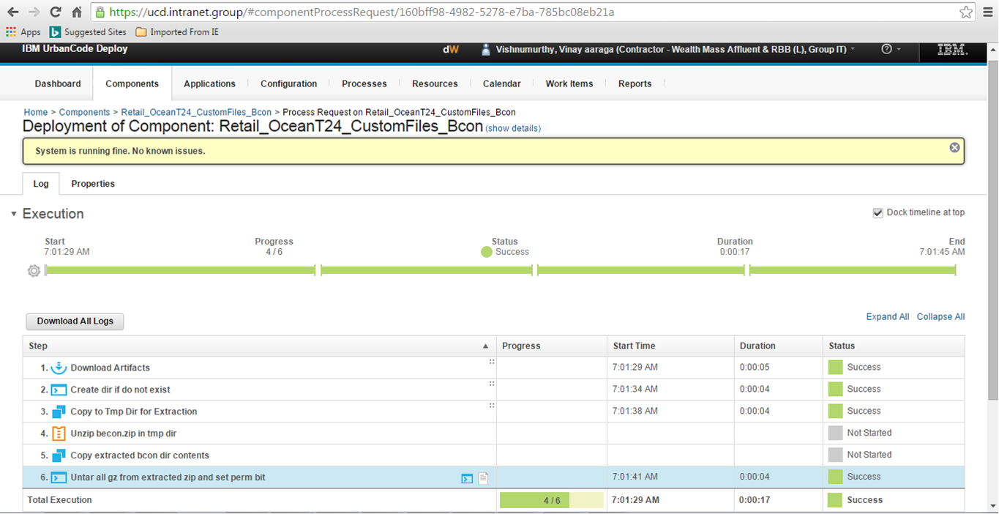 https://ucd.intranet.group/#componentProcessRequest/160bff98-4982-5278-e7ba-785bc08eb21a
Apps Suggested Sites Imported From IE
IBM UrbanCode Deploy dW Vishnumurthy, Vinay aaraga (Contractor - Wealth Mass Affluent & RBB (L), Group IT) ? IBM.
Dashboard Components Applications Configuration Processes Resources Calendar Work Items Reports
Home > Components > Retail_OceanT24_CustomFiles_Bcon > Process Request on Retail_OceanT24_CustomFiles_Bcon
Deployment of Component: Retail_OceanT24_CustomFiles_Bcon (show details)
System is running fine. No known issues.
Log Properties
Execution Dock timeline at top
Start Progress Status Duration End
7:01:29 AM 4 / 6 Success 0:00:17 7:01:45 AM
Download All Logs Expand All Collapse All
Step Progress Start Time Duration Status
1. Download Artifacts 7:01:29 AM 0:00:05 Success
2. Create dir if do not exist 7:01:34 AM 0:00:04 Success
3. Copy to Tmp Dir for Extraction 7:01:38 AM 0:00:04 Success
4. Unzip becon.zip in tmp dir Not Started
5. Copy extracted bcon dir contents Not Started
6. Untar all gz from extracted zip and set perm bit 7:01:41 AM 0:00:04 Success
Total Execution 4 / 6 7:01:29 AM 0:00:17 Success